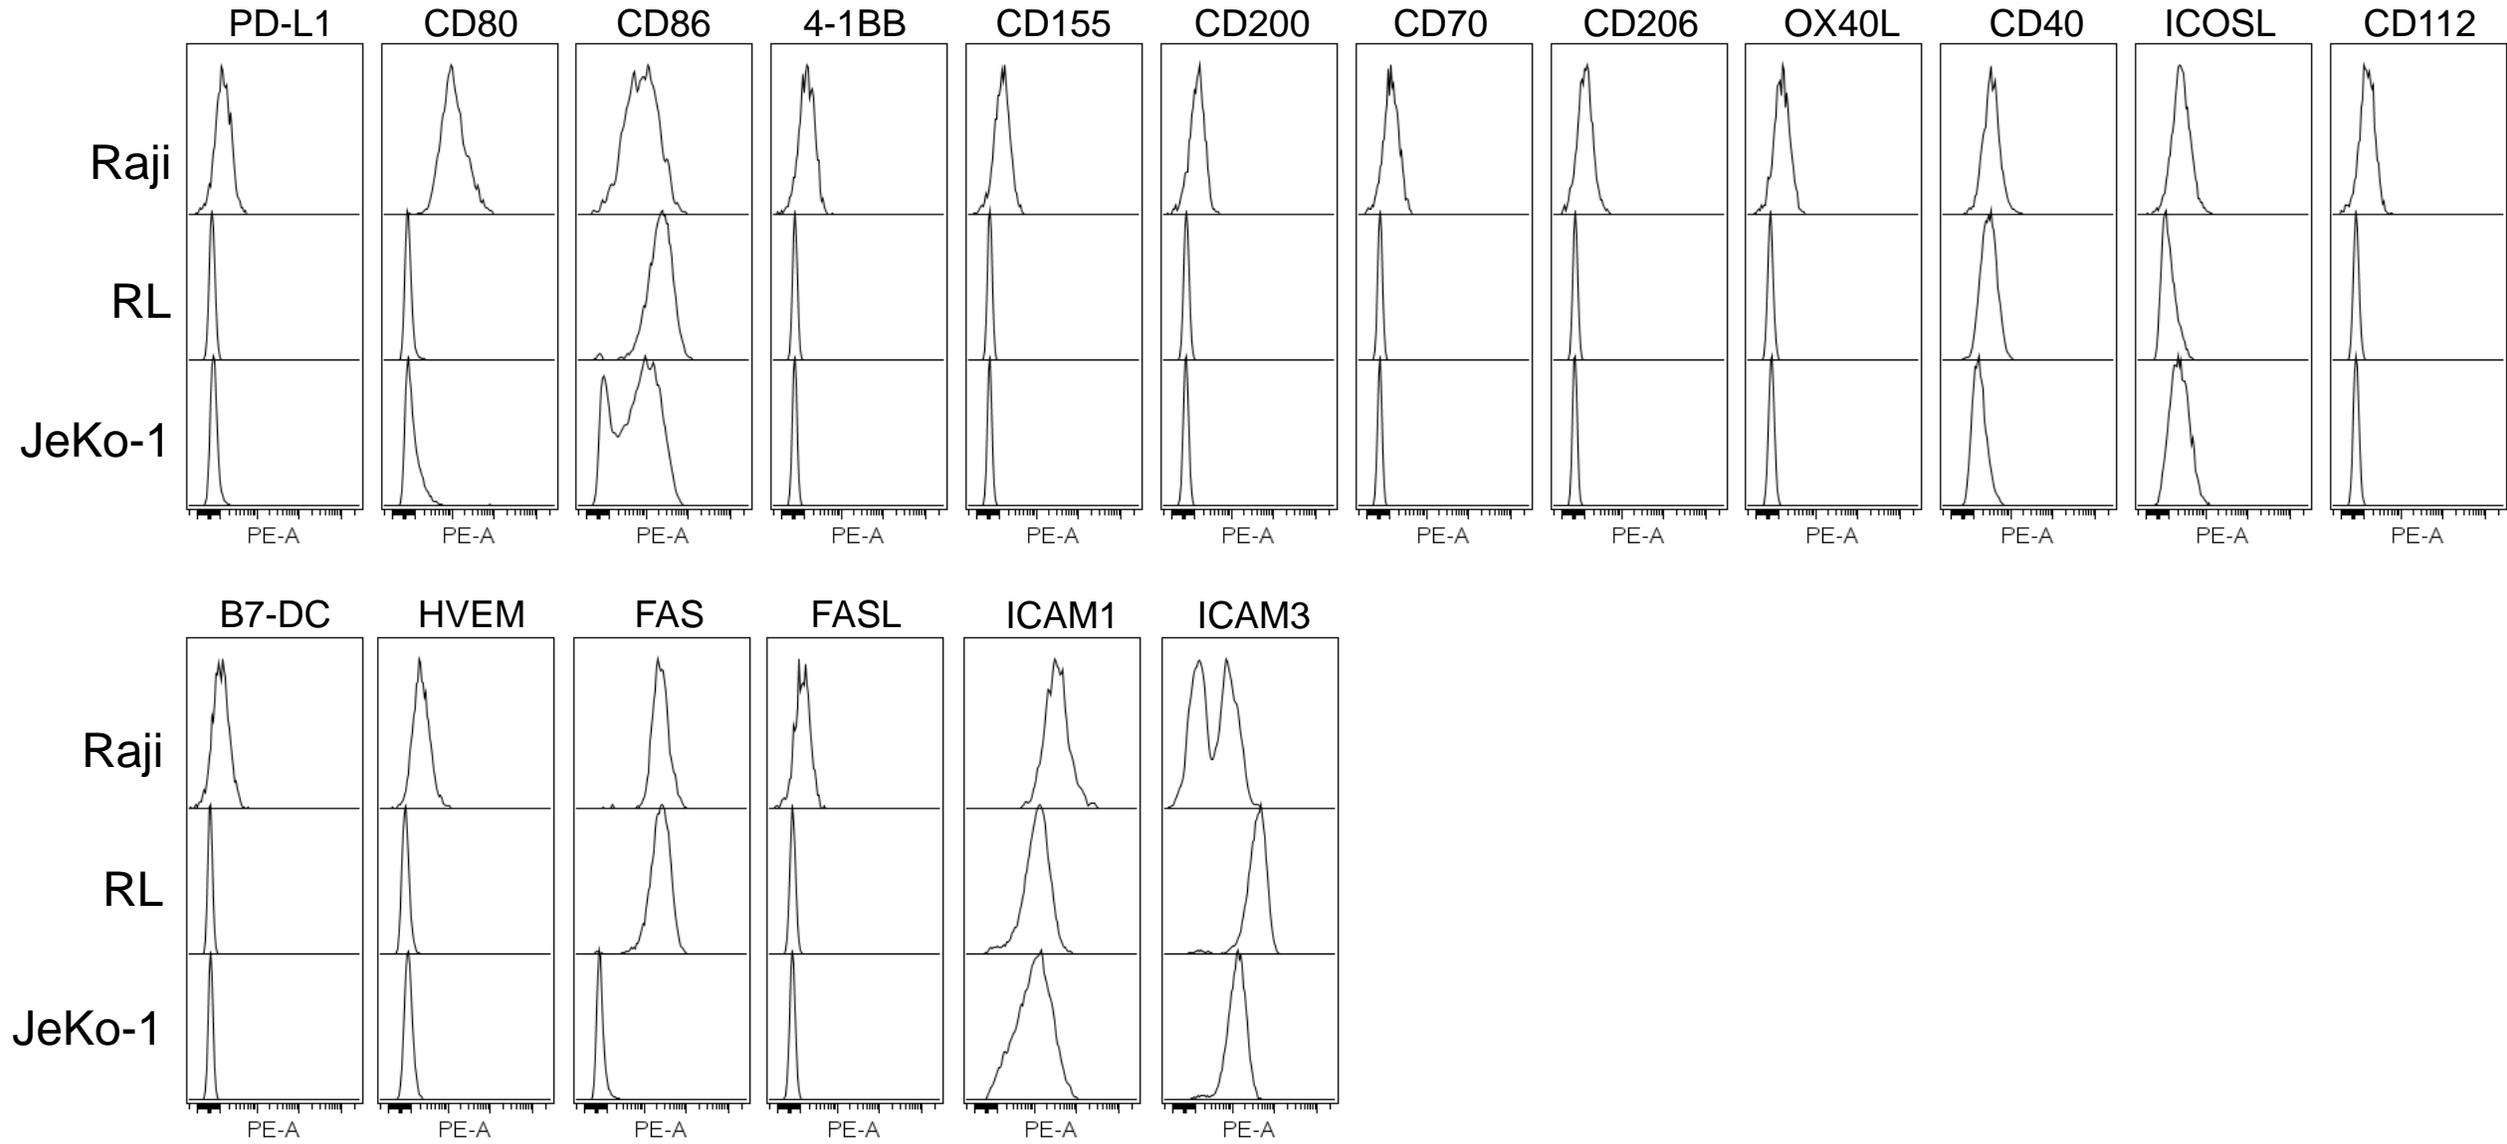 PD-L1 CD80 CD86 4-1BB CD155 CD200 CD70 CD206 OX40L CD40 ICOSL CD112
Raji
RL
JeKo-1
PE-A PE-A PE-A PE-A PE-A PE-A PE-A PE-A PE-A PE-A PE-A PE-A
B7-DC HVEM FAS FASL ICAM1 ICAM3
Raji
RL
JeKo-1
PE-A PE-A PE-A PE-A PE-A PE-A